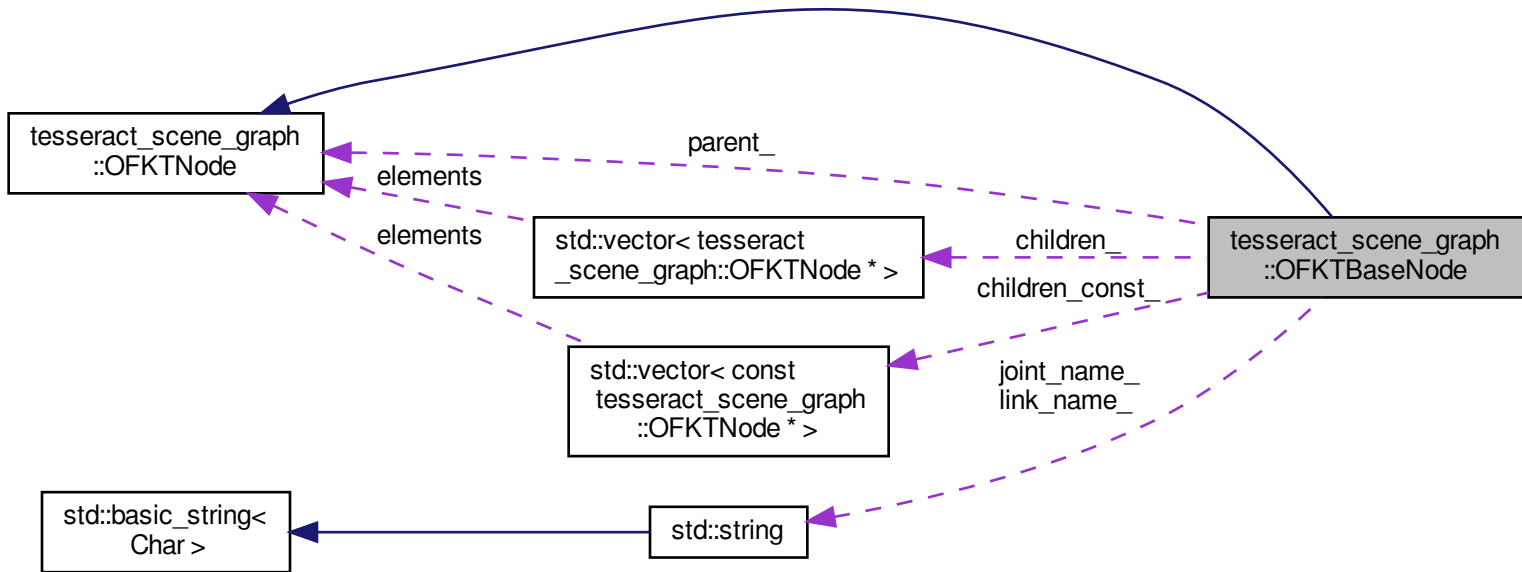 tesseract_scene_graph
::OFKTNode
parent_
elements
elements
std::vector< tesseract
_scene_graph::OFKTNode * >
children_
children_const_
tesseract_scene_graph
::OFKTBaseNode
std::vector< const
tesseract_scene_graph
::OFKTNode * >
joint_name_
link_name_
std::basic_string<
Char >
std::string